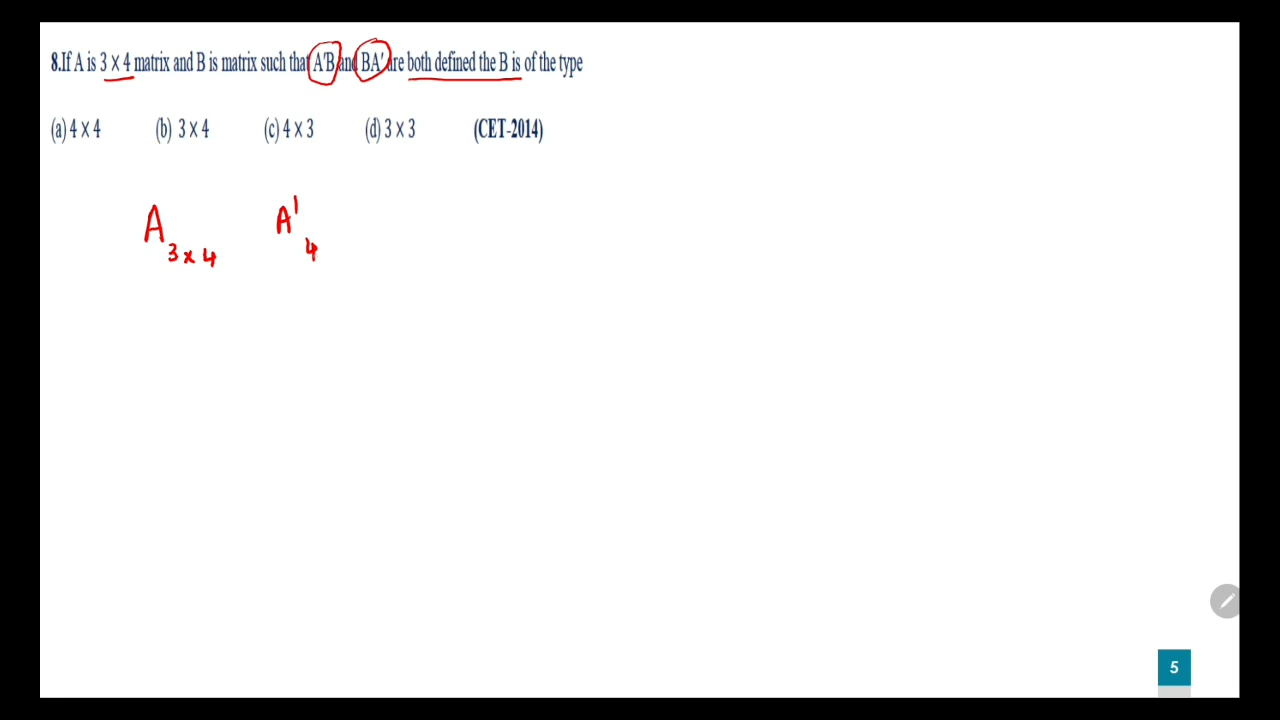 8.If A is 3 × 4 matrix and B is matrix such that A'B and BA' are both defined the B is of the type
(a) 4 × 4 (b) 3 × 4 (c) 4 × 3 (d) 3 × 3 (CET-2014)
A 3 × 4 A' 4
5